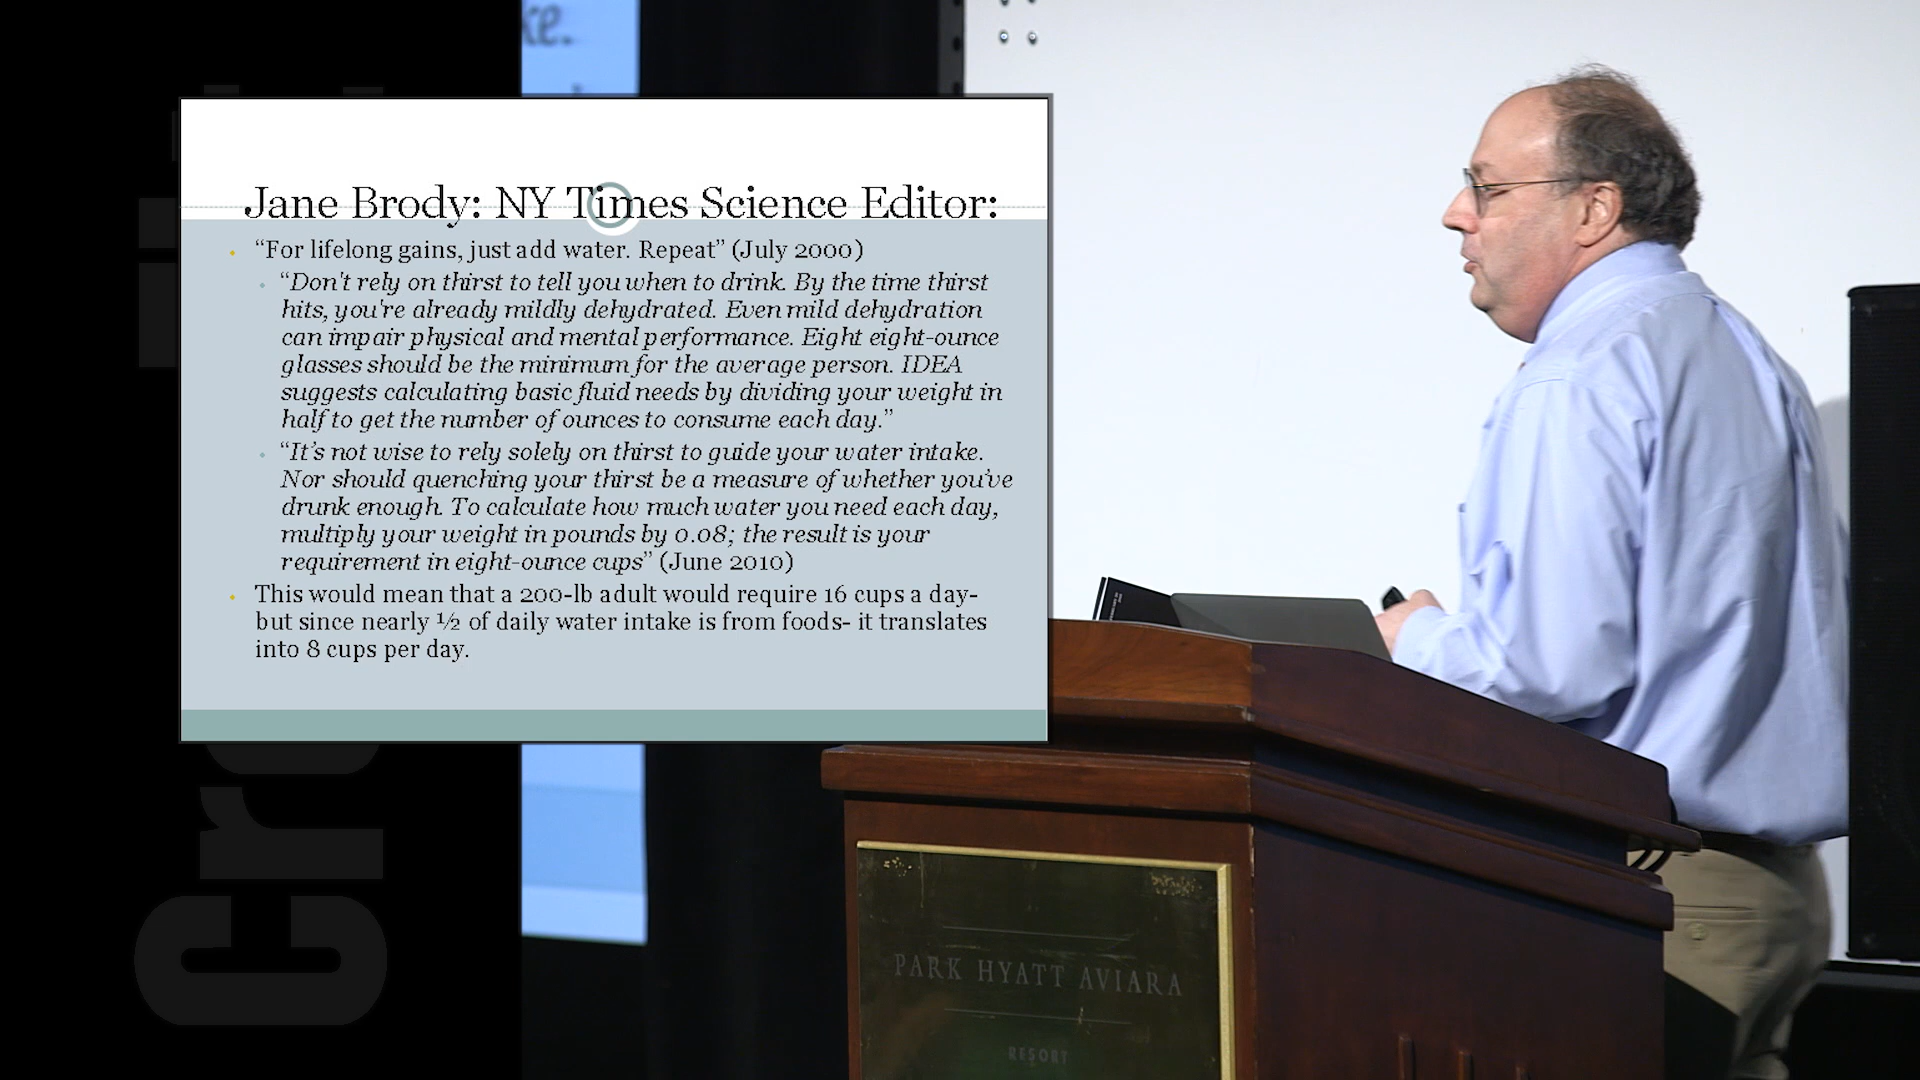 ke.
Jane Brody: NY Times Science Editor:
“For lifelong gains, just add water. Repeat” (July 2000)
“Don't rely on thirst to tell you when to drink. By the time thirst
hits, you're already mildly dehydrated. Even mild dehydration
can impair physical and mental performance. Eight eight-ounce
glasses should be the minimum for the average person. IDEA
suggests calculating basic fluid needs by dividing your weight in
half to get the number of ounces to consume each day.”
“It’s not wise to rely solely on thirst to guide your water intake.
Nor should quenching your thirst be a measure of whether you’ve
drunk enough. To calculate how much water you need each day,
multiply your weight in pounds by 0.08; the result is your
requirement in eight-ounce cups” (June 2010)
This would mean that a 200-lb adult would require 16 cups a day-
but since nearly ½ of daily water intake is from foods- it translates
into 8 cups per day.
PARK HYATT AVIARA
RESORT